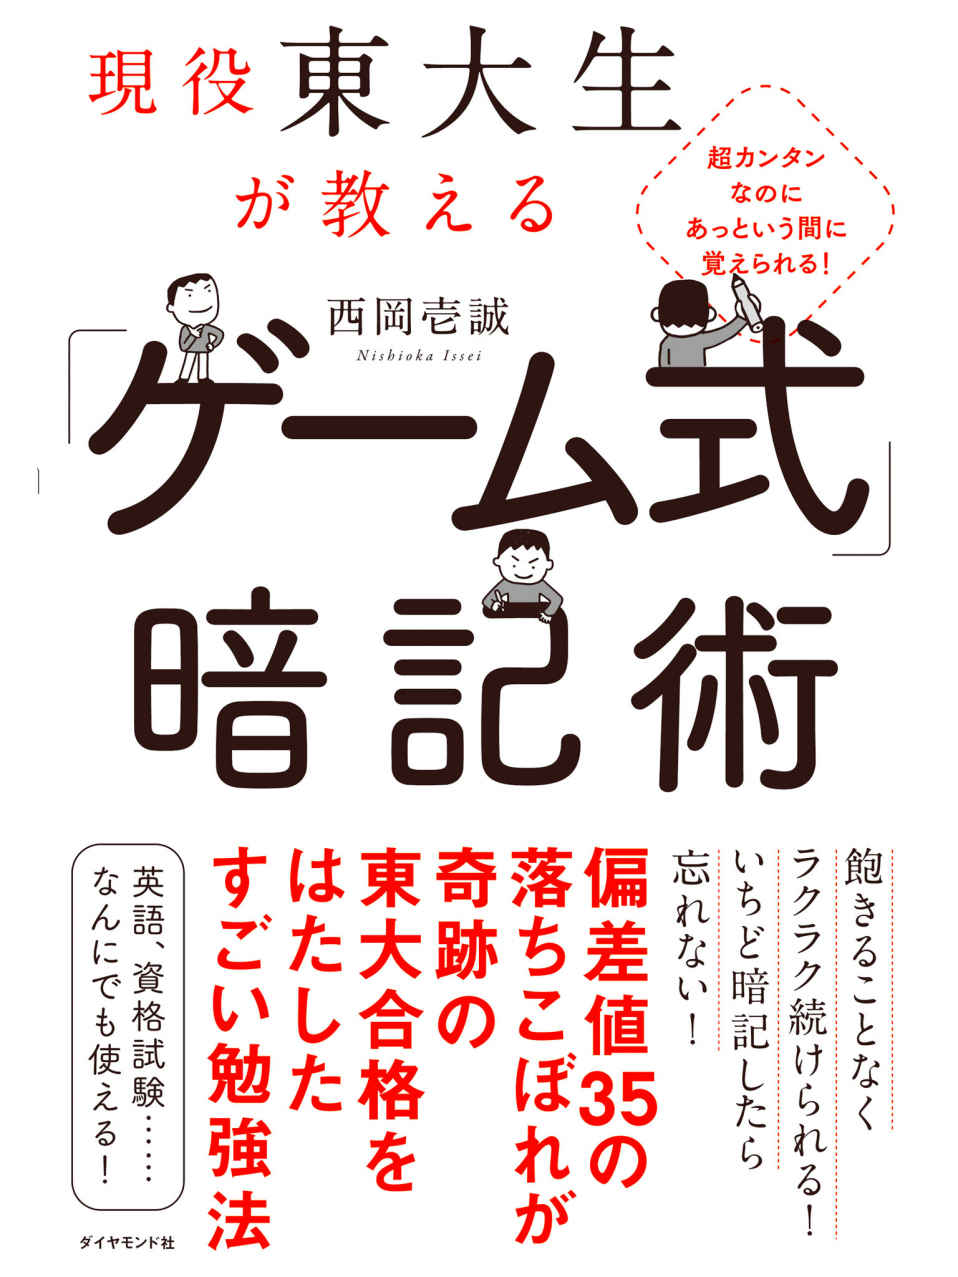 現役東大生
が教える
超カンタン
なのに
あっという間に
覚えられる！
西岡壱誠
Nishioka Issei
「ゲーム式」
暗記術
飽きることなく
ラクラク続けられる！
いちど暗記したら
忘れない！
偏差値35の
落ちこぼれが
奇跡の
東大合格を
はたした
すごい勉強法
英語、資格試験……
なんにでも使える！
ダイヤモンド社